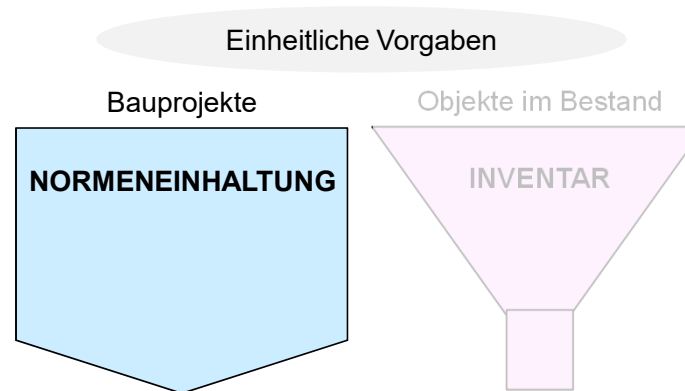 Einheitliche Vorgaben
Bauprojekte
Objekte im Bestand
NORMENEINHALTUNG
INVENTAR